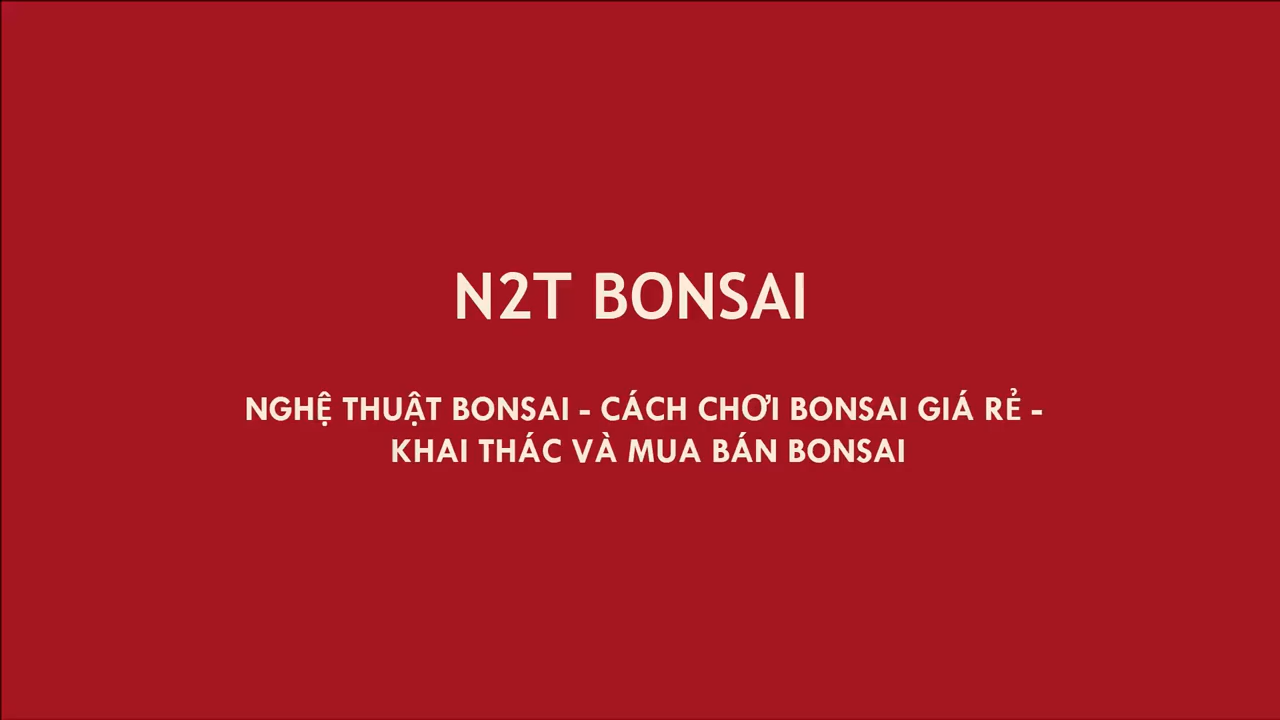 N2T BONSAI
NGHỆ THUẬT BONSAI - CÁCH CHƠI BONSAI GIÁ RẺ -
KHAI THÁC VÀ MUA BÁN BONSAI